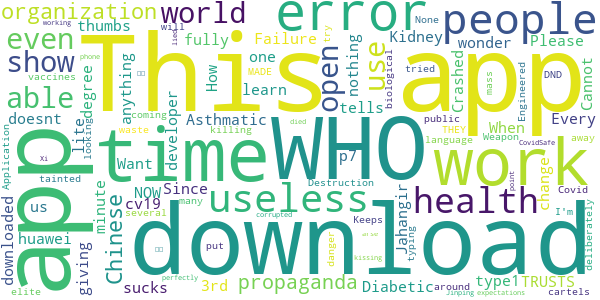 organization
world
error
people
thumbs
will
None
even
fully
Failure
Kidney
Please
working
lied
biological
try
wonder
show
How
one
nothing
use
tells
This
app
open
Crashed
Cannot
phone
vaccines
able
degree
anything
learn
tried
Engineered
mass
DND
doesnt
lite
developer
Asthmatic
When
Every
looking
coming
killing
public
THEY
away
MADE
waste
language
Weapon
CovidSafe
Application
Xi
time
WHO
work
app
tainted
died
point
Want
p7
Destruction
change
Covid
downloaded
us
minute
NOW
Since
useless
health
several
many
cv19
Jahangir
typing
I'm
deliberately
huawei
Chinese
download
corrupted
Keeps
around
giving
put
danger
kissing
sucks
3rd
propaganda
Diabetic
type1
TRUSTS
cartels
elite
perfectly
Jinping
expectations